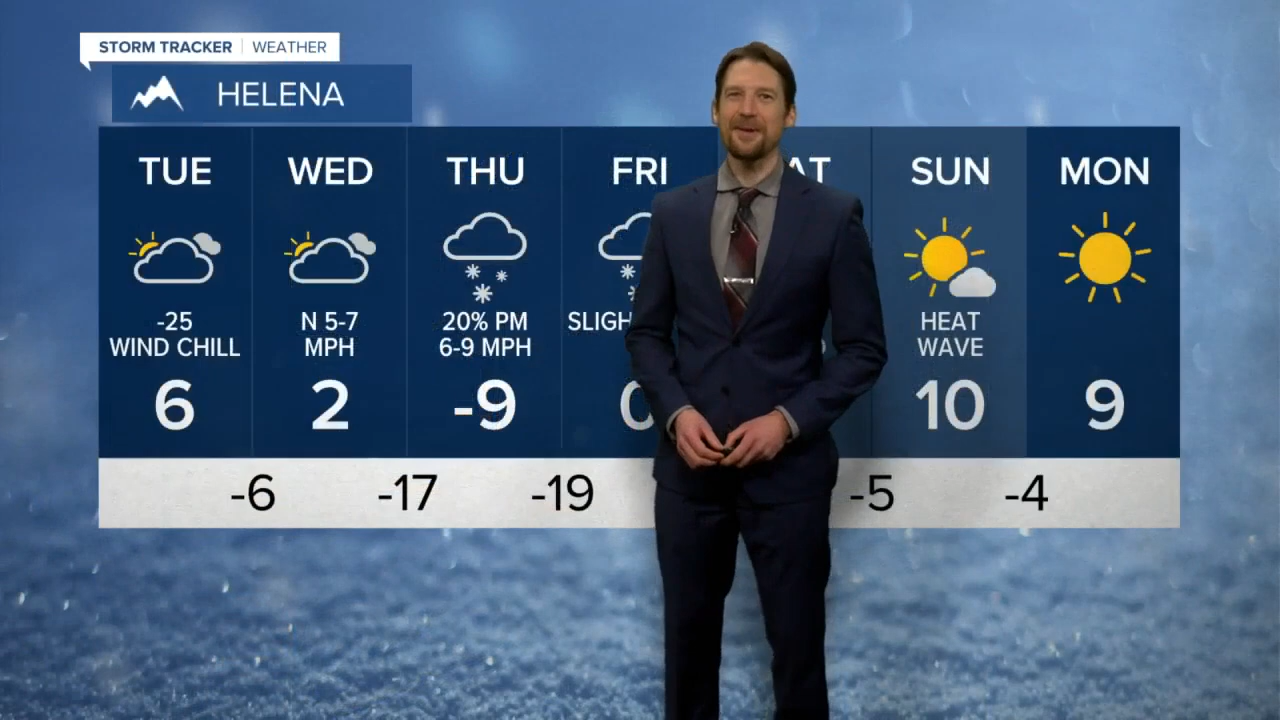 STORM TRACKER | WEATHER
HELENA
TUE WED THU FRI SUN MON
-25 WIND CHILL
N 5-7 MPH
20% PM
6-9 MPH
HEAT WAVE
6 2 -9 0 10 9
-6 -17 -19 -5 -4